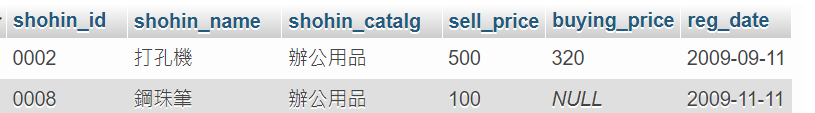 shohin_id shohin_name shohin_catalg sell_price buying_price reg_date
0002 打孔機 辦公用品 500 320 2009-09-11
0008 鋼珠筆 辦公用品 100 NULL 2009-11-11